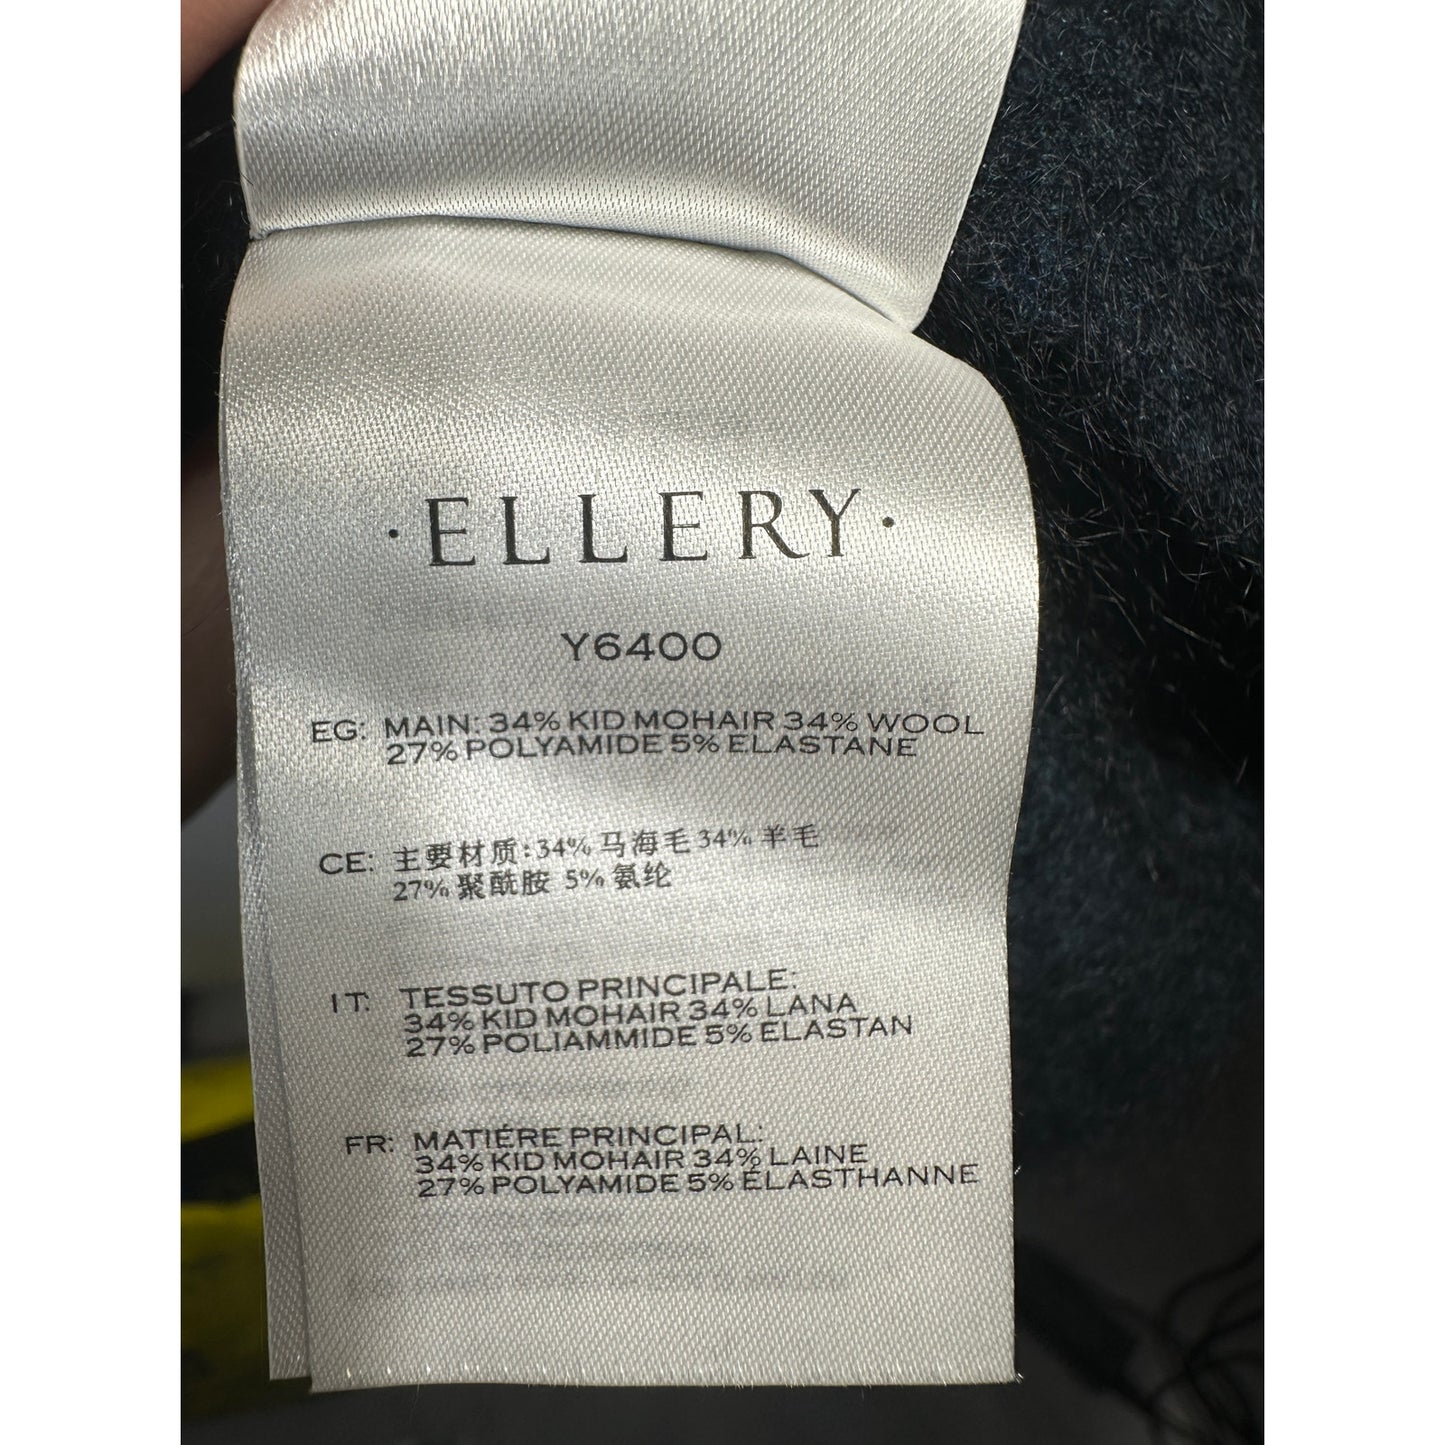 ·ELLERY·
Y6400
EG: MAIN: 34% KID MOHAIR 34% WOOL
27% POLYAMIDE 5% ELASTANE
CE: 主要材质:34% 马海毛 34% 羊毛
27% 聚酰胺 5% 氨纶
IT: TESSUTO PRINCIPALE:
34% KID MOHAIR 34% LANA
27% POLIAMMIDE 5% ELASTAN
FR: MATIÉRE PRINCIPAL:
34% KID MOHAIR 34% LAINE
27% POLYAMIDE 5% ÉLASTHANNE